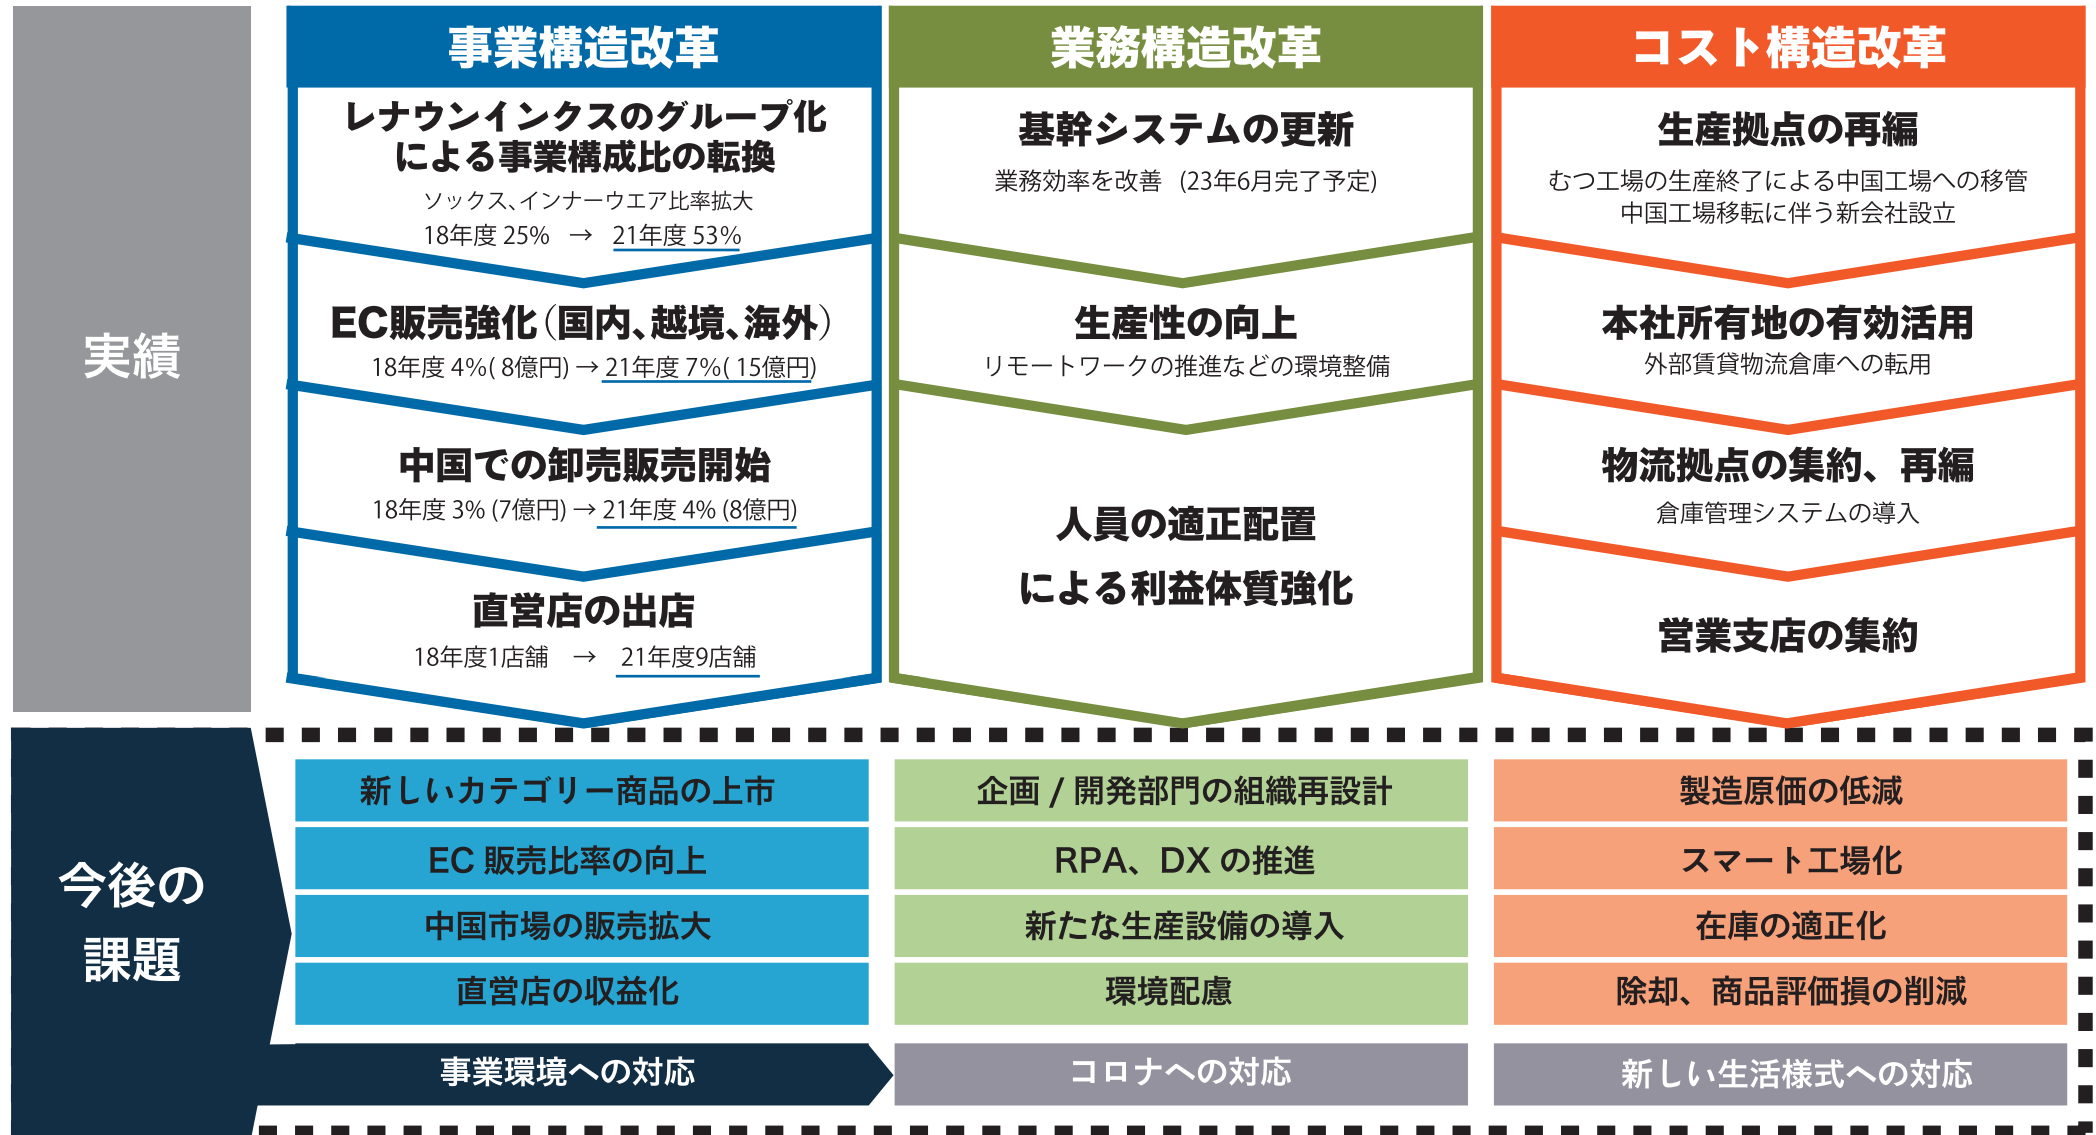 実績
事業構造改革
レナウンインクスのグループ化
による事業構成比の転換
ソックス、インナーウエア比率拡大
18年度 25% → 21年度 53%
EC販売強化(国内、越境、海外)
18年度 4%( 8億円) → 21年度 7%( 15億円)
中国での卸売販売開始
18年度 3% (7億円) → 21年度 4% (8億円)
直営店の出店
18年度1店舗 → 21年度9店舗
業務構造改革
基幹システムの更新
業務効率を改善 (23年6月完了予定)
生産性の向上
リモートワークの推進などの環境整備
人員の適正配置
による利益体質強化
コスト構造改革
生産拠点の再編
むつ工場の生産終了による中国工場への移管
中国工場移転に伴う新会社設立
本社所有地の有効活用
外部賃貸物流倉庫への転用
物流拠点の集約、再編
倉庫管理システムの導入
営業支店の集約
今後の
課題
新しいカテゴリー商品の上市
EC 販売比率の向上
中国市場の販売拡大
直営店の収益化
企画 / 開発部門の組織再設計
RPA、DX の推進
新たな生産設備の導入
環境配慮
製造原価の低減
スマート工場化
在庫の適正化
除却、商品評価損の削減
事業環境への対応
コロナへの対応
新しい生活様式への対応